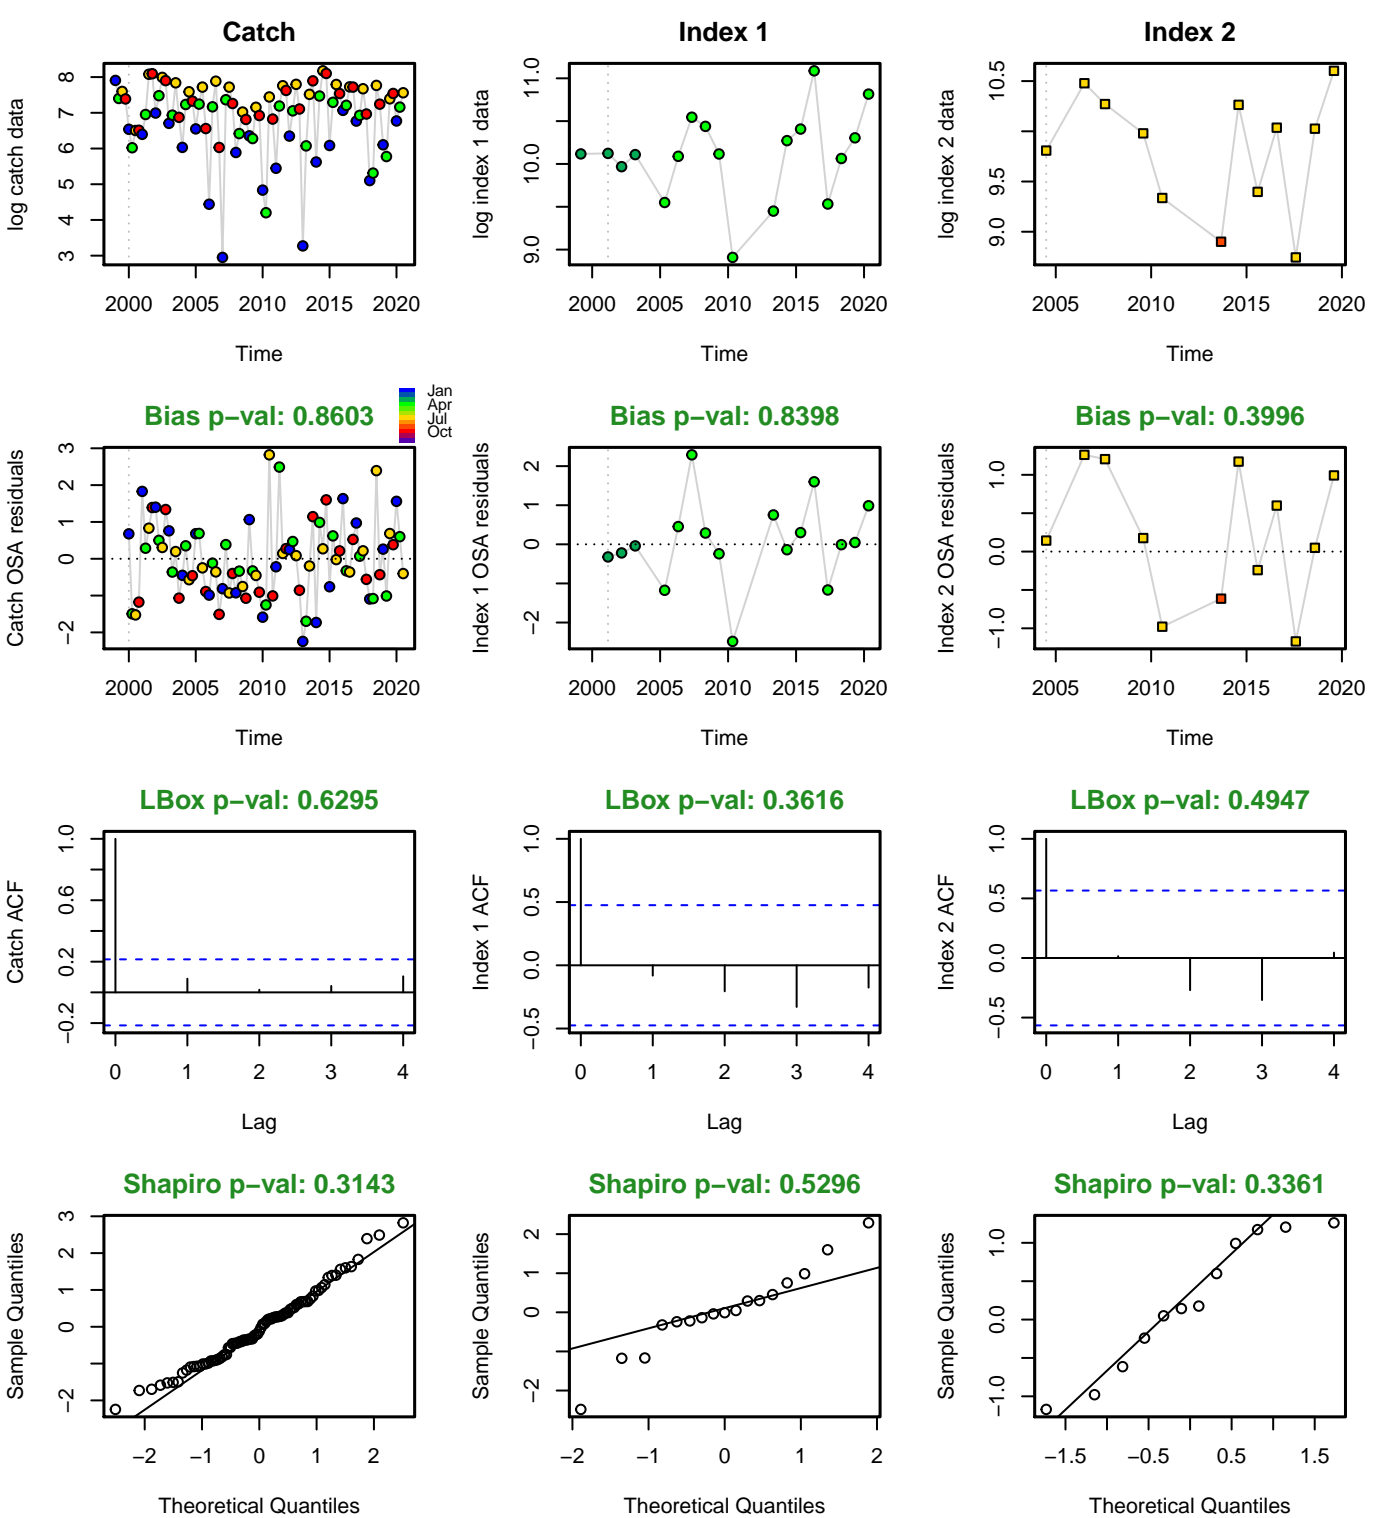 Catch
Index 1
Index 2
log catch data
8
7
6
5
4
3
2000 2005 2010 2015 2020
Time
log index 1 data
11.0
10.0
9.0
2000 2005 2010 2015 2020
Time
log index 2 data
10.5
9.5
9.0
2005 2010 2015 2020
Time
Jan
Apr
Jul
Oct
Bias p−val: 0.8603
Bias p−val: 0.8398
Bias p−val: 0.3996
Catch OSA residuals
3
2
1
0
−2
2000 2005 2010 2015 2020
Time
Index 1 OSA residuals
2
1
0
−2
2000 2005 2010 2015 2020
Time
Index 2 OSA residuals
1.0
0.0
−1.0
2005 2010 2015 2020
Time
LBox p−val: 0.6295
LBox p−val: 0.3616
LBox p−val: 0.4947
Catch ACF
1.0
0.6
0.2
−0.2
0 1 2 3 4
Lag
Index 1 ACF
1.0
0.5
0.0
−0.5
0 1 2 3 4
Lag
Index 2 ACF
1.0
0.5
0.0
−0.5
0 1 2 3 4
Lag
Shapiro p−val: 0.3143
Shapiro p−val: 0.5296
Shapiro p−val: 0.3361
Sample Quantiles
3
2
1
0
−2
−2 −1 0 1 2
Theoretical Quantiles
Sample Quantiles
2
1
0
−2
−2 −1 0 1 2
Theoretical Quantiles
Sample Quantiles
1.0
0.0
−1.0
−1.5 −0.5 0.5 1.5
Theoretical Quantiles